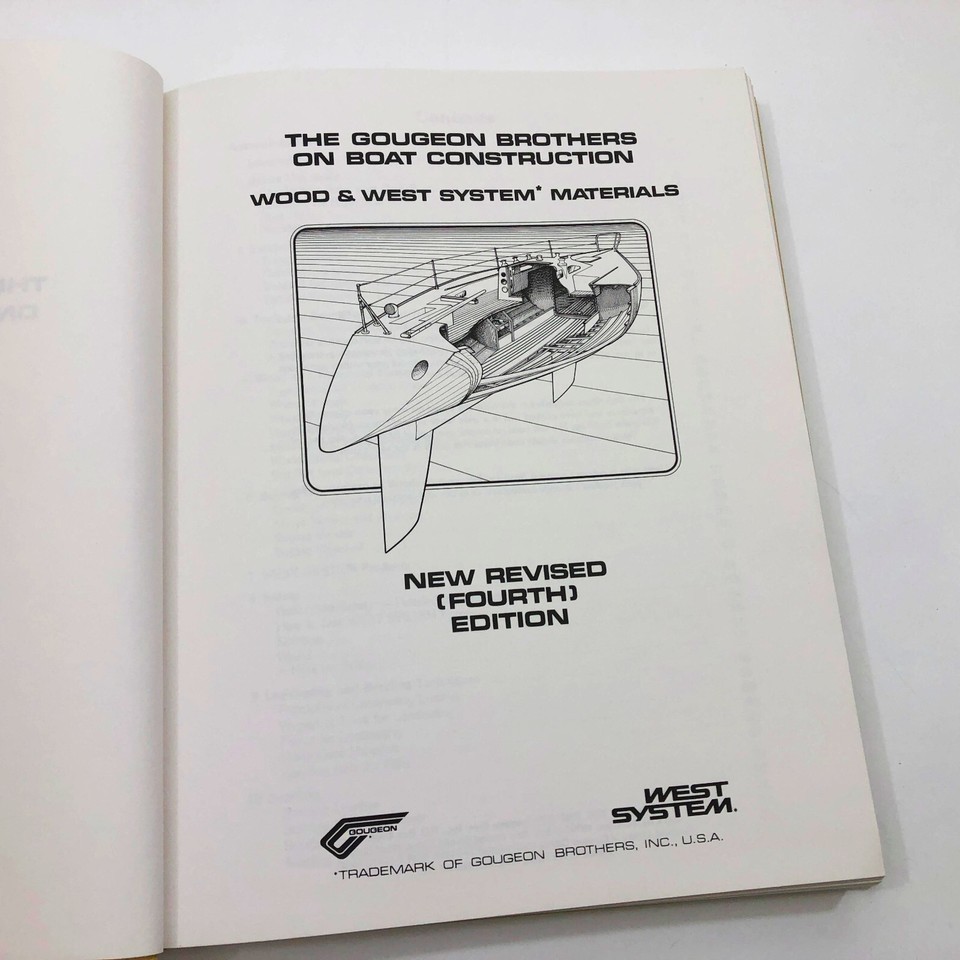 THE GOUGEON BROTHERS
ON BOAT CONSTRUCTION
WOOD & WEST SYSTEM* MATERIALS
NEW REVISED
(FOURTH)
EDITION
GOUGEON
*
WEST
SYSTEM.
*TRADEMARK OF GOUGEON BROTHERS, INC., U.S.A.